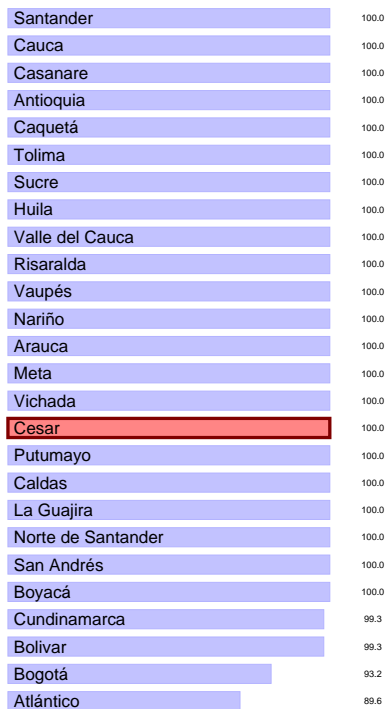 Santander 100.0
Cauca 100.0
Casanare 100.0
Antioquia 100.0
Caquetá 100.0
Tolima 100.0
Sucre 100.0
Huila 100.0
Valle del Cauca 100.0
Risaralda 100.0
Vaupés 100.0
Nariño 100.0
Arauca 100.0
Meta 100.0
Vichada 100.0
Cesar 100.0
Putumayo 100.0
Caldas 100.0
La Guajira 100.0
Norte de Santander 100.0
San Andrés 100.0
Boyacá 100.0
Cundinamarca 99.3
Bolivar 99.3
Bogotá 93.2
Atlántico 89.6